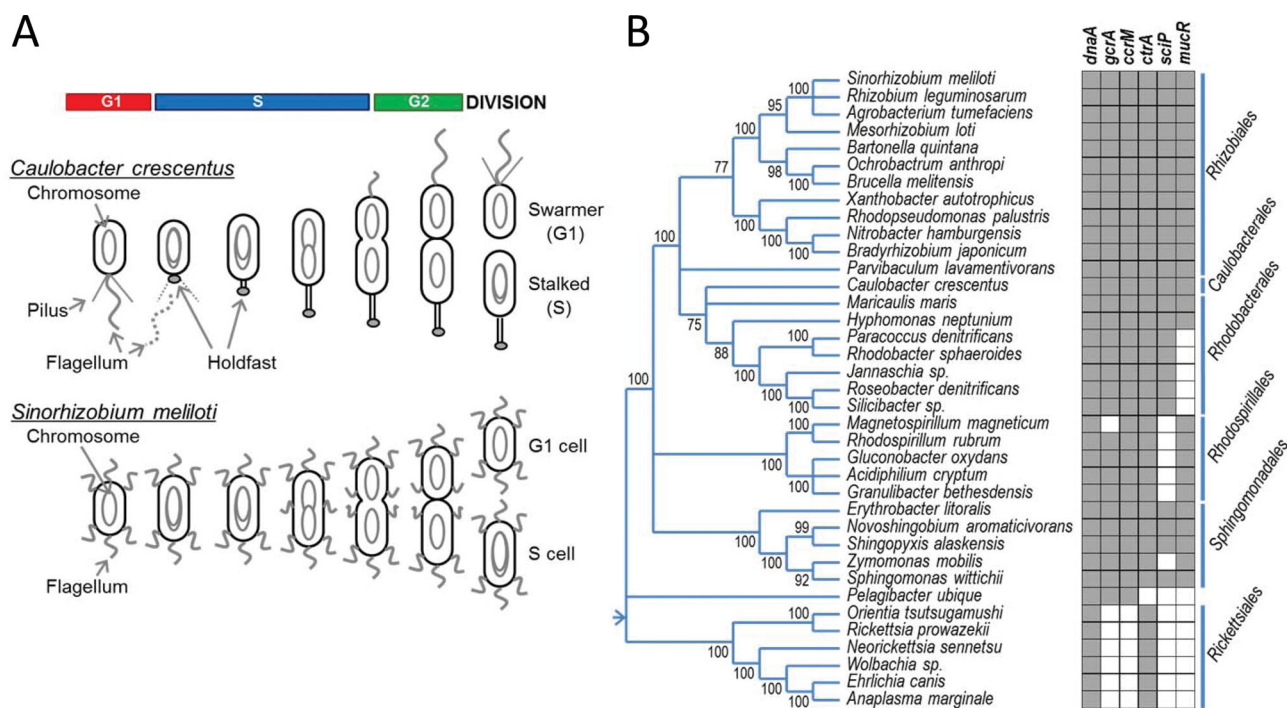 A
G1
S
G2
DIVISION
Caulobacter crescentus
Chromosome
Pilus
Flagellum
Holdfast
Swarmer
(G1)
Stalked
(S)
Sinorhizobium meliloti
Chromosome
Flagellum
G1 cell
S cell
B
dnaA
gcrA
ccrM
ctrA
sciP
mucR
Sinorhizobium meliloti
Rhizobium leguminosarum
Agrobacterium tumefaciens
Mesorhizobium loti
Bartonella quintana
Ochrobactrum anthropi
Brucella melitensis
Xanthobacter autotrophicus
Rhodopseudomonas palustris
Nitrobacter hamburgensis
Bradyrhizobium japonicum
Parvibaculum lavamentivorans
Caulobacter crescentus
Maricaulis maris
Hyphomonas neptunium
Paracoccus denitrificans
Rhodobacter sphaeroides
Jannaschia sp.
Roseobacter denitrificans
Silicibacter sp.
Magnetospirillum magneticum
Rhodospirillum rubrum
Gluconobacter oxydans
Acidiphilium cryptum
Granulibacter bethesdensis
Erythrobacter litoralis
Novoshingobium aromaticivorans
Shingopyxis alaskensis
Zymomonas mobilis
Sphingomonas wittichii
Pelagibacter ubique
Orientia tsutsugamushi
Rickettsia prowazekii
Neorickettsia sennetsu
Wolbachia sp.
Ehrlichia canis
Anaplasma marginale
100
95
100
77
98
100
100
100
100
100
75
88
100
100
100
100
100
100
100
100
99
100
92
100
100
100
100
Rhizobiales
Caulobacterales
Rhodobacterales
Rhodospirillales
Sphingomonadales
Rickettsiales